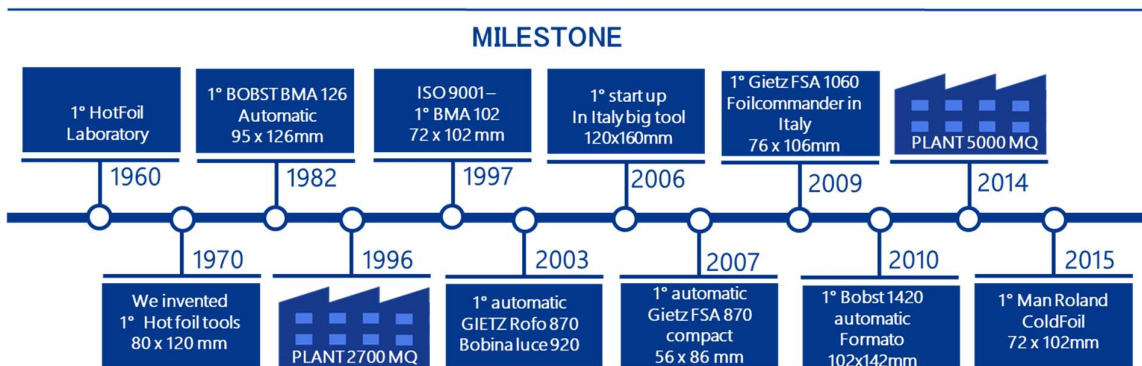 MILESTONE
1° HotFoil
Laboratory
1960
1° BOBST BMA 126
Automatic
95 x 126mm
1982
ISO 9001–
1° BMA 102
72 x 102 mm
1997
1° start up
In Italy big tool
120x160mm
2006
1° Gietz FSA 1060
Foilcommander in
Italy
76 x 106mm
2009
PLANT 5000 MQ
2014
1970
We invented
1° Hot foil tools
80 x 120 mm
1996
PLANT 2700 MQ
2003
1° automatic
GIETZ Rofo 870
Bobina luce 920
2007
1° automatic
Gietz FSA 870
compact
56 x 86 mm
2010
1° Bobst 1420
automatic
Formato
102x142mm
2015
1° Man Roland
ColdFoil
72 x 102mm